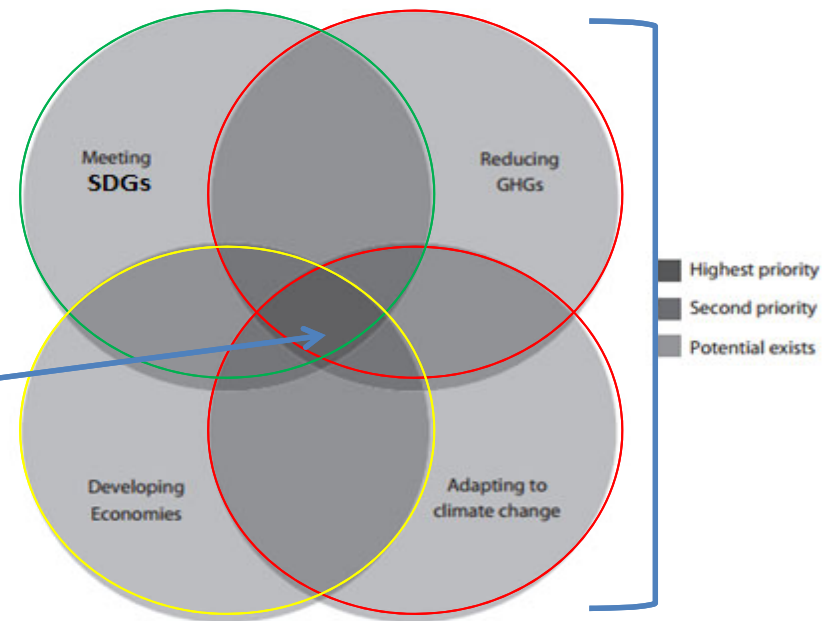 Meeting
SDGs
Reducing
GHGs
Highest priority
Second priority
Potential exists
Developing
Economies
Adapting to
climate change